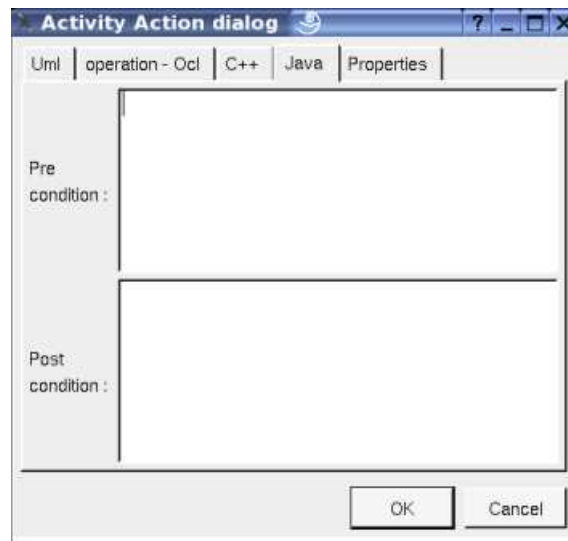 Activity Action dialog
Uml operation - Ocl C++ Java Properties
Pre
condition :
Post
condition :
OK Cancel